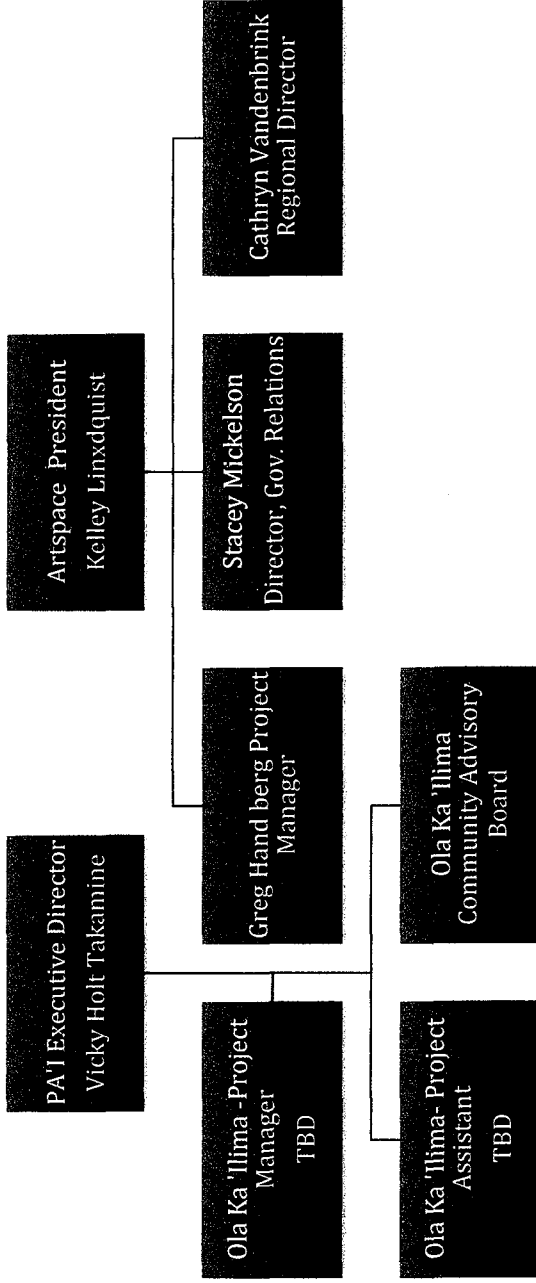 PA'I Executive Director
Vicky Holt Takamine
Artspace President
Kelley Linxdquist
Ola Ka 'Ilima -Project
Manager
TBD
Greg Hand berg Project
Manager
Stacey Mickelson
Director, Gov. Relations
Cathryn Vandenbrink
Regional Director
Ola Ka 'Ilima- Project
Assistant
TBD
Ola Ka 'Ilima
Community Advisory
Board